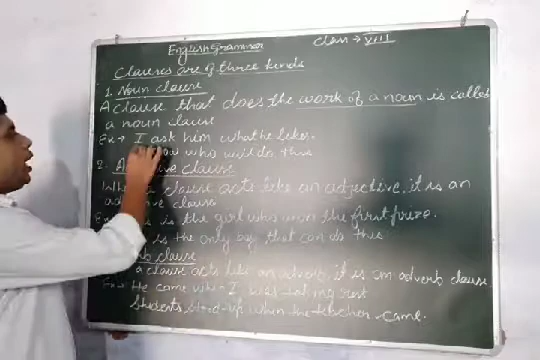 English Grammar Class → VIII
Clauses are of three kinds
1. Noun clause
A clause that does the work of a noun is called
a noun clause
Ex → I ask him what he likes.
who will do this
2. clause
a clause acts like an adjective, it is an
clause
is the girl who won the first prize.
is the only that can do this
clause
a clause acts like an adverb, it is an adverb clause
He came when I was taking rest
Students stood up when the teacher came.